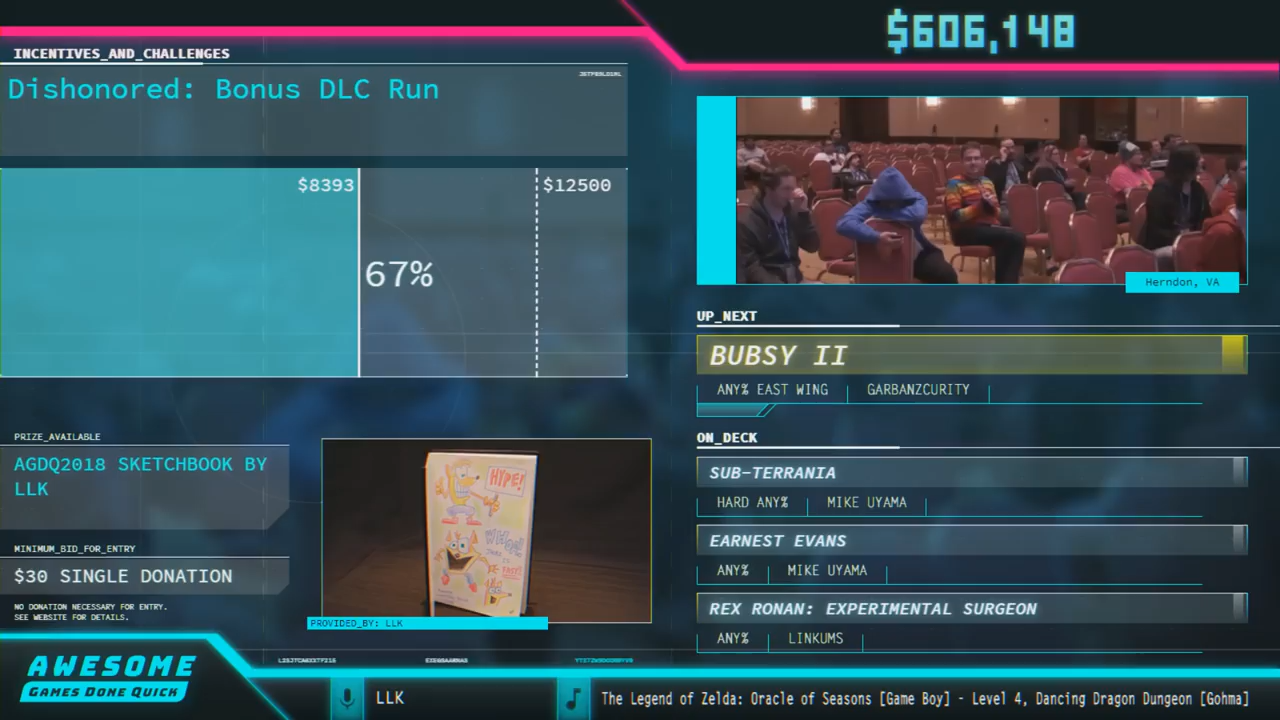 $606,148
INCENTIVES_AND_CHALLENGES
Dishonored: Bonus DLC Run
$8393
$12500
67%
Herndon, VA
UP_NEXT
BUBSY II
ANY% EAST WING
GARBANZCURITY
ON_DECK
SUB-TERRANIA
HARD ANY%
MIKE UYAMA
EARNEST EVANS
ANY%
MIKE UYAMA
REX RONAN: EXPERIMENTAL SURGEON
ANY%
LINKUMS
PRIZE_AVAILABLE
AGDQ2018 SKETCHBOOK BY
LLK
MINIMUM_BID_FOR_ENTRY
$30 SINGLE DONATION
NO DONATION NECESSARY FOR ENTRY.
SEE WEBSITE FOR DETAILS.
HYPE!
PROVIDED_BY: LLK
AWESOME
GAMES DONE QUICK
LLK
The Legend of Zelda: Oracle of Seasons [Game Boy] - Level 4, Dancing Dragon Dungeon [Gohma]